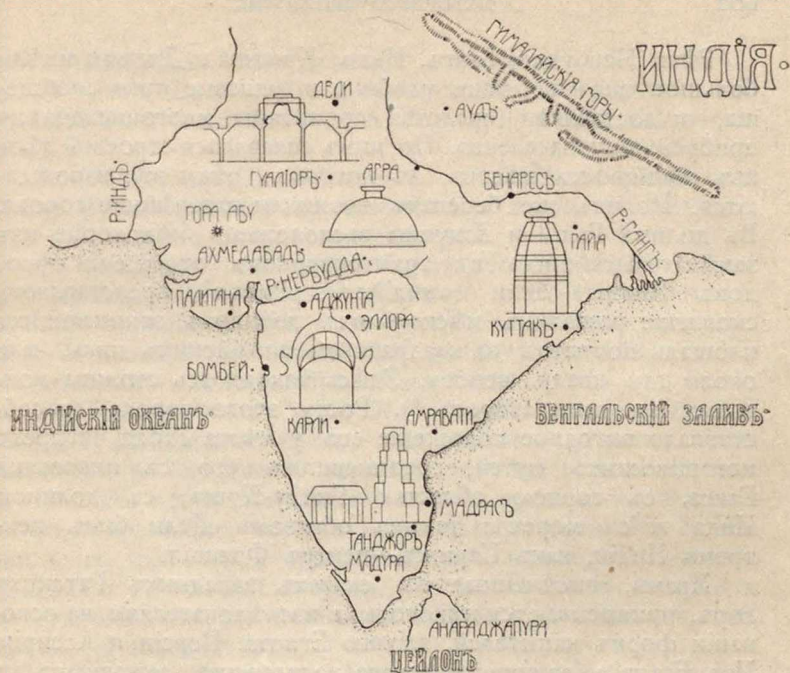 ИНДІЯ·
ГИМАЛАЙСКІЯ ГОРЫ
ДЕЛИ
АУДЪ
Р. ИНДЪ
ГУАЛІОРЪ
АГРА
БЕНАРЕСЪ
ГОРА АБУ
Р. ГАНГЪ
ГАЯА
АХМЕДАБАДЪ
Р. НЕРБУДДА
ПАЛИТАНА
АДЖУНТА
ЭЛЛОРА
КУТТАКЪ
БОМБЕЙ
ИНДІЙСКІЙ ОКЕАНЪ
КАРЛИ
АМРАВАТИ
БЕНГАЛЬСКІЙ ЗАЛИВЪ
МАДРАСЪ
ТАНДЖОРЪ
МАДУРА
АНАРАДЖАПУРА
ЦЕЙЛОНЪ